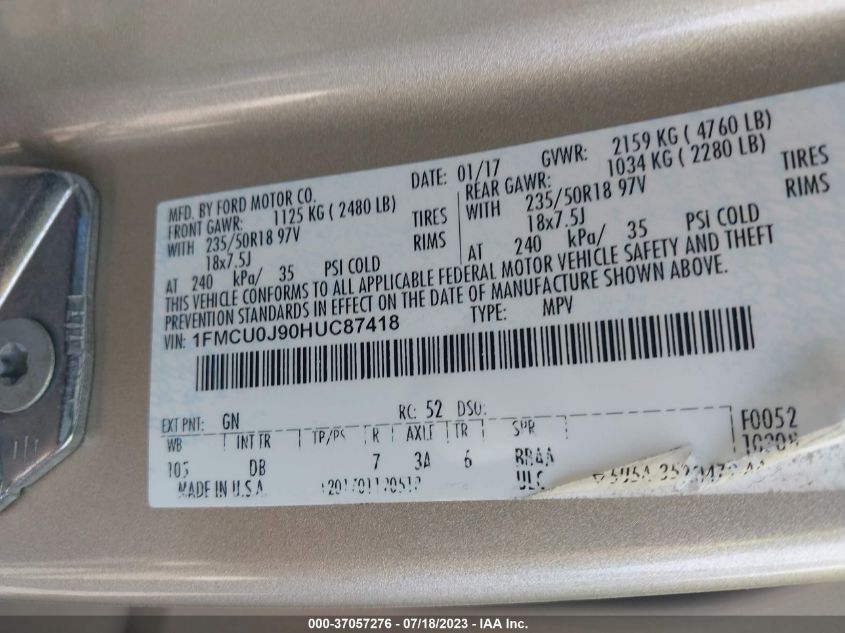 MFD. BY FORD MOTOR CO.
DATE: 01/17 GVWR: 2159 KG ( 4760 LB)
FRONT GAWR: 1125 KG ( 2480 LB)
REAR GAWR: 1034 KG ( 2280 LB)
WITH 235/50R18 97V TIRES
WITH 235/50R18 97V TIRES
18x7.5J RIMS
18x7.5J RIMS
AT 240 kPa/ 35 PSI COLD
AT 240 kPa/ 35 PSI COLD
THIS VEHICLE CONFORMS TO ALL APPLICABLE FEDERAL MOTOR VEHICLE SAFETY AND THEFT
PREVENTION STANDARDS IN EFFECT ON THE DATE OF MANUFACTURE SHOWN ABOVE.
VIN: 1FMCU0J90HUC87418 TYPE: MPV
EXT PNT: GN RC: 52 DSO: F0052
WB INT TR TP/PS R AXLE TR SPR
DB 7 3A 6
MADE IN U.S.A.
000-37057276 - 07/18/2023 - IAA Inc.